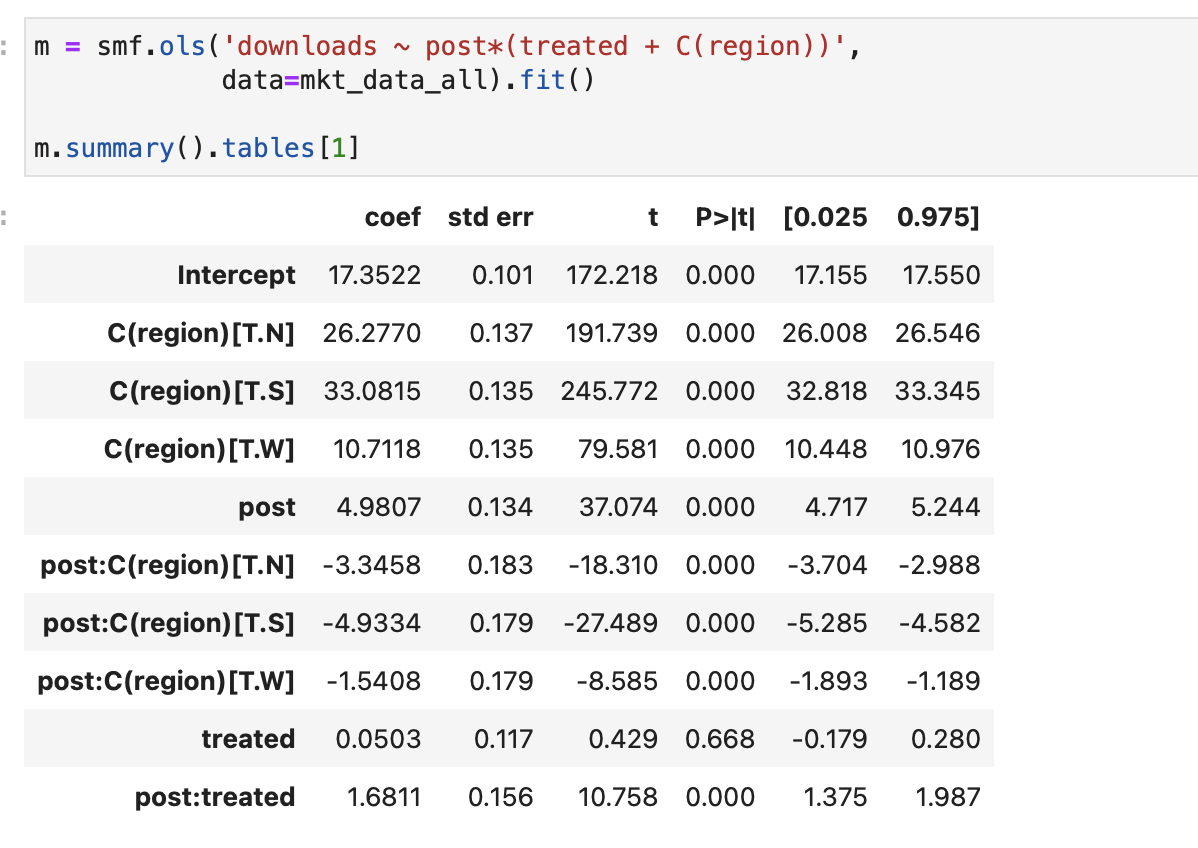 m = smf.ols('downloads ~ post*(treated + C(region))',
data=mkt_data_all).fit()
m.summary().tables[1]
coef std err t P>|t| [0.025 0.975]
Intercept 17.3522 0.101 172.218 0.000 17.155 17.550
C(region)[T.N] 26.2770 0.137 191.739 0.000 26.008 26.546
C(region)[T.S] 33.0815 0.135 245.772 0.000 32.818 33.345
C(region)[T.W] 10.7118 0.135 79.581 0.000 10.448 10.976
post 4.9807 0.134 37.074 0.000 4.717 5.244
post:C(region)[T.N] -3.3458 0.183 -18.310 0.000 -3.704 -2.988
post:C(region)[T.S] -4.9334 0.179 -27.489 0.000 -5.285 -4.582
post:C(region)[T.W] -1.5408 0.179 -8.585 0.000 -1.893 -1.189
treated 0.0503 0.117 0.429 0.668 -0.179 0.280
post:treated 1.6811 0.156 10.758 0.000 1.375 1.987